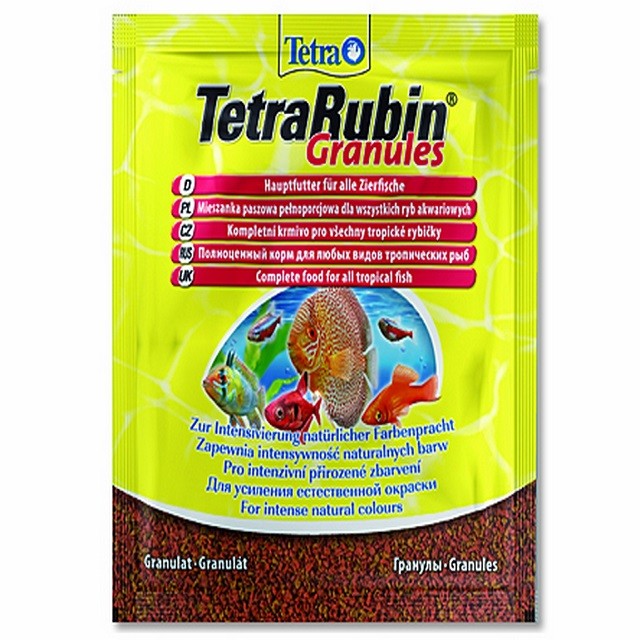 Tetra
TetraRubin®
Granules
D Hauptfutter für alle Zierfische
PL Mieszanka paszowa pełnoporcjowa dla wszystkich ryb akwariowych
CZ Kompletní krmivo pro všechny tropické rybičky
RUS Полноценный корм для любых видов тропических рыб
UK Complete food for all tropical fish
Zur Intensivierung natürlicher Farbenpracht
Zapewnia intensywność naturalnych barw
Pro intenzivní přirozené zbarvení
Для усиления естественной окраски
For intense natural colours
Granulat · Granulát
Гранулы · Granules